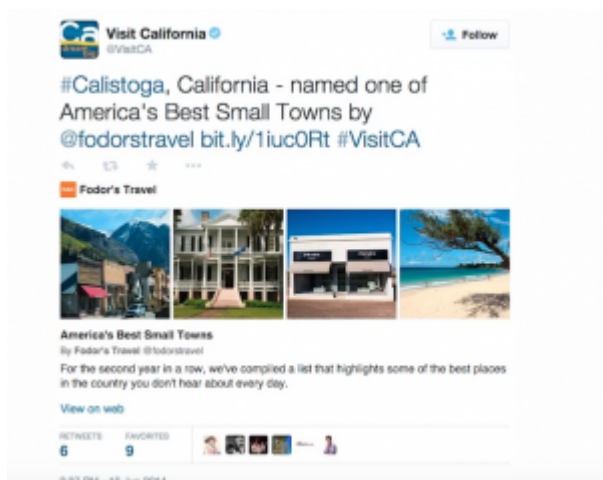 Ca
Visit California
@VisitCA
Follow
#Calistoga, California - named one of
America's Best Small Towns by
@fodorstravel bit.ly/1iuc0Rt #VisitCA
Fodor's Travel
America's Best Small Towns
By Fodor's Travel @fodorstravel
For the second year in a row, we've compiled a list that highlights some of the best places
in the country you don't hear about every day.
View on web
RETWEETS FAVORITES
6 9